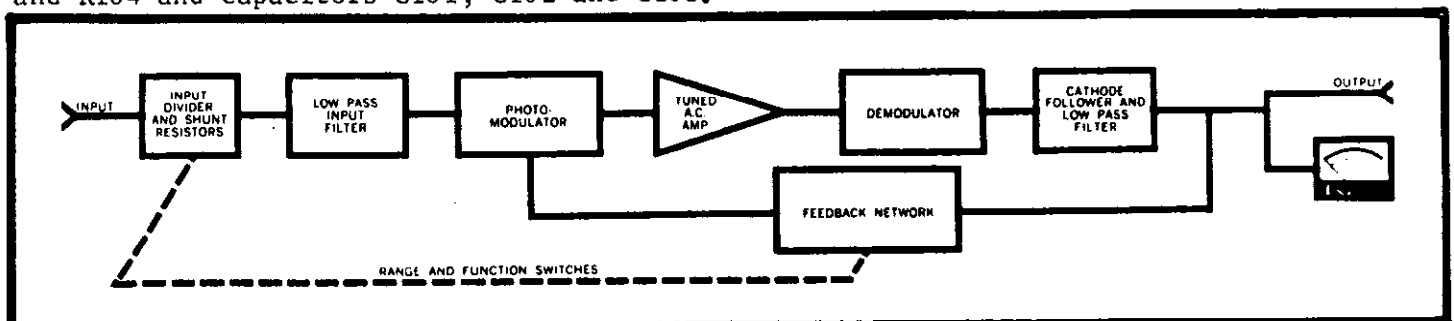 and R104 and capacitors C101, C102 and
INPUT
INPUT
DIVIDER
AND SHUNT
RESISTORS
LOW PASS
INPUT
FILTER
PHOTO-
MODULATOR
TUNED
A.C.
AMP
DEMODULATOR
CATHODE
FOLLOWER AND
LOW PASS
FILTER
OUTPUT
FEEDBACK NETWORK
RANGE AND FUNCTION SWITCHES